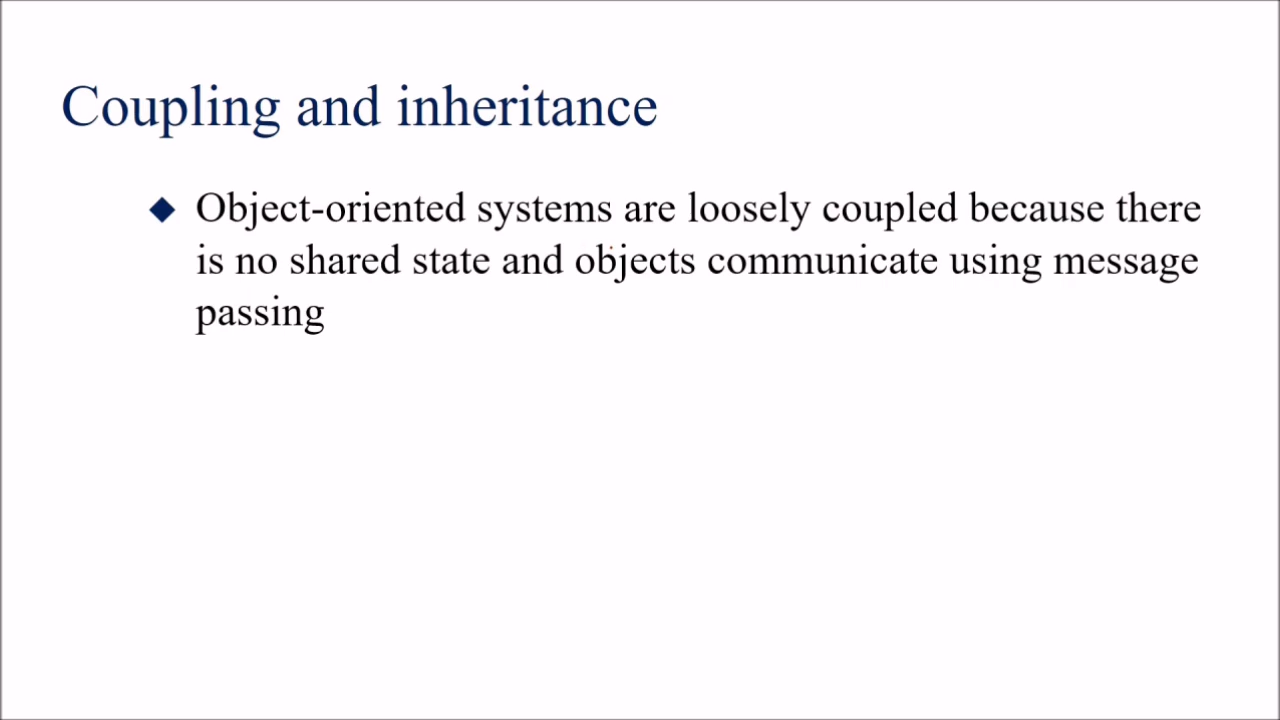 Coupling and inheritance
Object-oriented systems are loosely coupled because there
is no shared state and objects communicate using message
passing